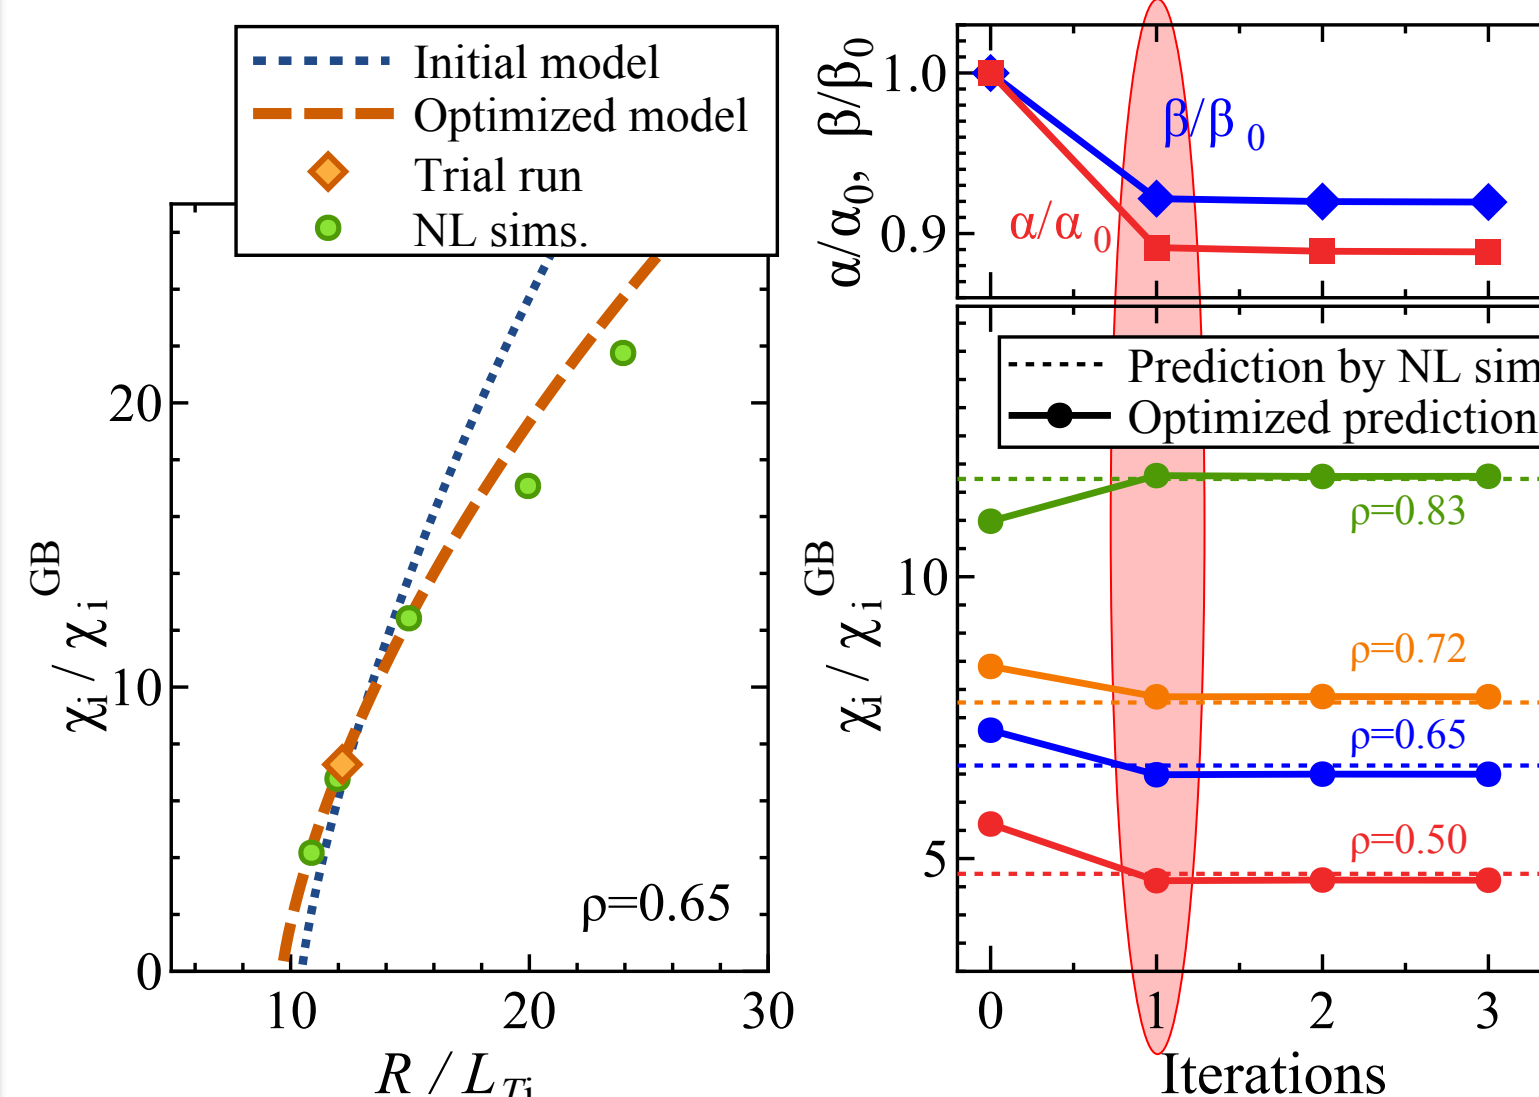 Initial model
Optimized model
Trial run
NL sims.
20
10
0
χi / χi GB
ρ=0.65
10
20
30
R / L Ti
α/α0, β/β0
1.0
0.9
β/β 0
α/α 0
Prediction by NL sim
Optimized prediction
ρ=0.83
ρ=0.72
ρ=0.65
ρ=0.50
10
5
χi / χi GB
0
1
2
3
Iterations